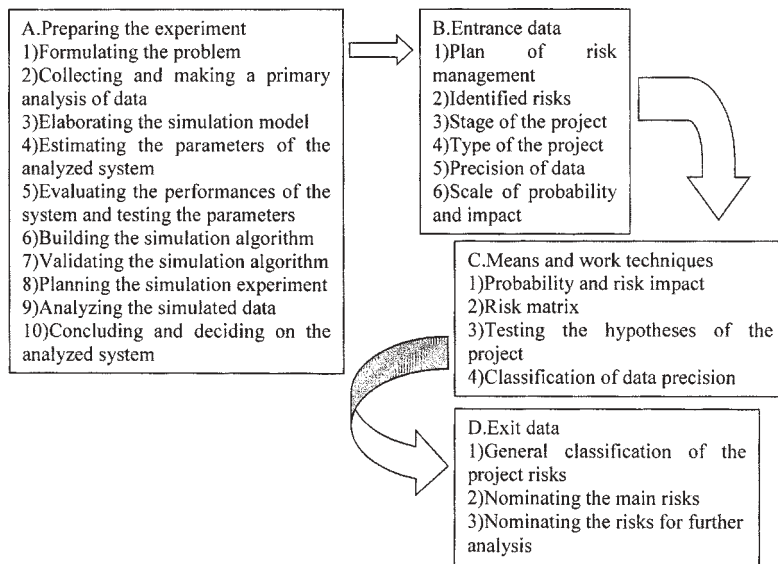 A.Preparing the experiment
1)Formulating the problem
2)Collecting and making a primary
analysis of data
3)Elaborating the simulation model
4)Estimating the parameters of the
analyzed system
5)Evaluating the performances of the
system and testing the parameters
6)Building the simulation algorithm
7)Validating the simulation algorithm
8)Planning the simulation experiment
9)Analyzing the simulated data
10)Concluding and deciding on the
analyzed system
B.Entrance data
1)Plan of risk
management
2)Identified risks
3)Stage of the project
4)Type of the project
5)Precision of data
6)Scale of probability
and impact
C.Means and work techniques
1)Probability and risk impact
2)Risk matrix
3)Testing the hypotheses of the
project
4)Classification of data precision
D.Exit data
1)General classification of the
project risks
2)Nominating the main risks
3)Nominating the risks for further
analysis